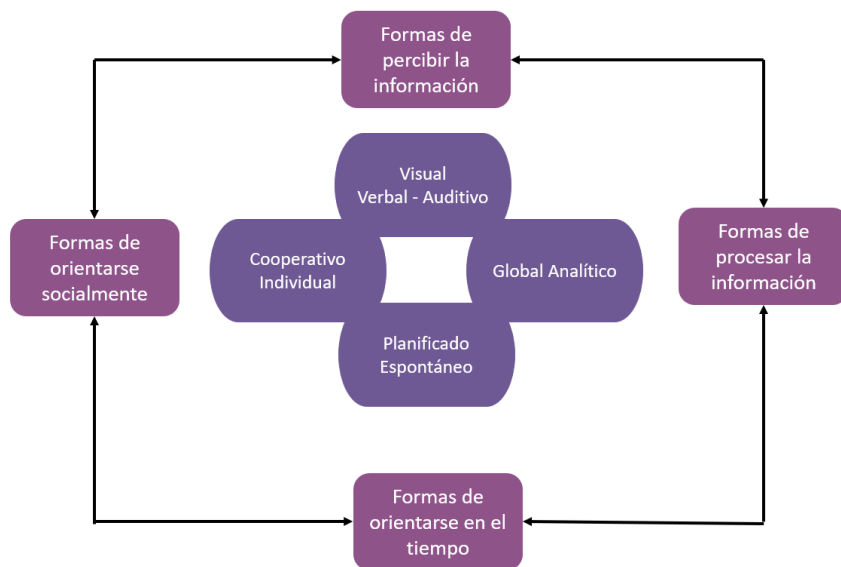 Formas de
percibir la
información
Visual
Verbal - Auditivo
Formas de
orientarse
socialmente
Cooperativo
Individual
Global Analítico
Formas de
procesar la
información
Planificado
Espontáneo
Formas de
orientarse en el
tiempo